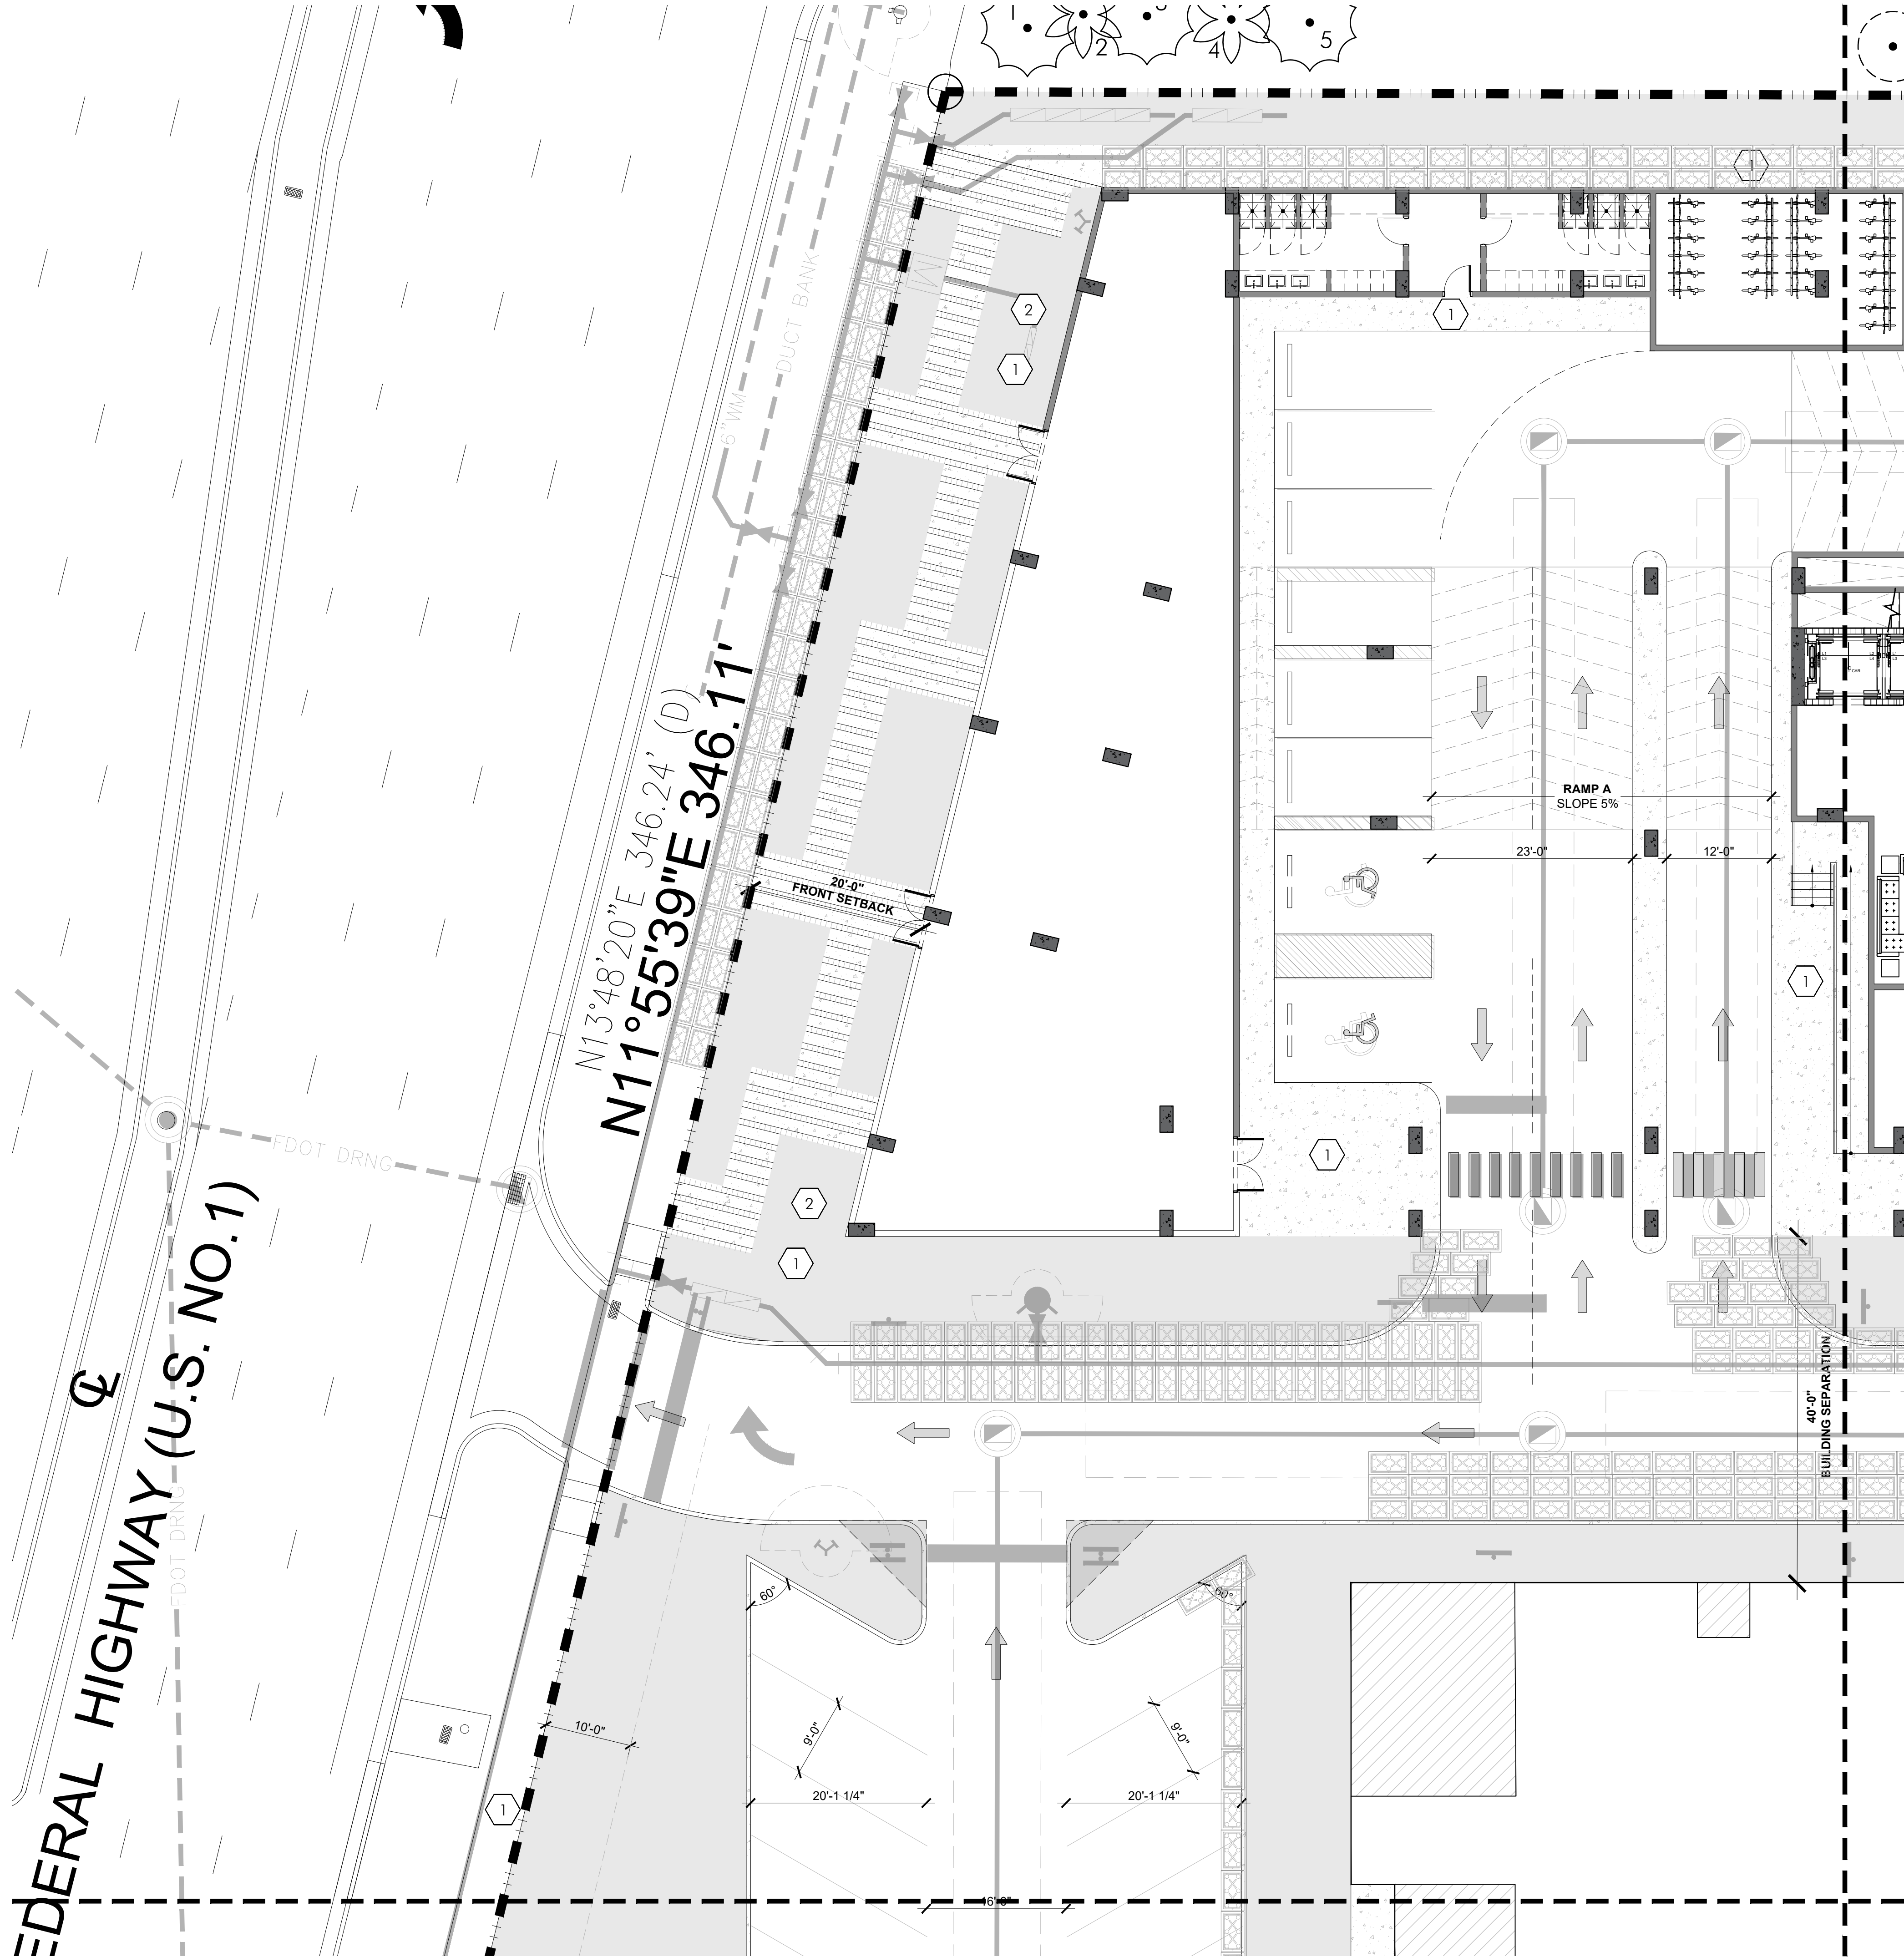 2
4
5
1
DUCT BANK
2
1
1
6" WM
N13°48'20"E 346.24' (D)
N11°55'39"E 346.11'
RAMP A
SLOPE 5%
23'-0"
12'-0"
20'-0"
FRONT SETBACK
1
FDOT DRNG
1
2
1
℄
FEDERAL HIGHWAY (U.S. NO.1)
FDOT DRNG
40'-0"
BUILDING SEPARATION
60°
60°
10'-0"
9'-0"
9'-0"
20'-1 1/4"
20'-1 1/4"
1
16'-0"